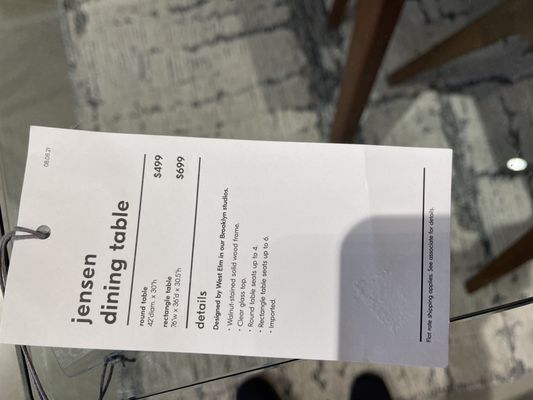 08.08.21
jensen
dining table
round table $499
42"diam. x 30"h
rectangle table $699
76"w x 36"d x 30.5"h
details
Designed by West Elm in our Brooklyn studios.
• Walnut-stained solid wood frame.
• Clear glass top.
• Round table seats up to 4.
• Rectangle table seats up to 6.
• Imported.
Flat rate shipping applies. See associate for details.